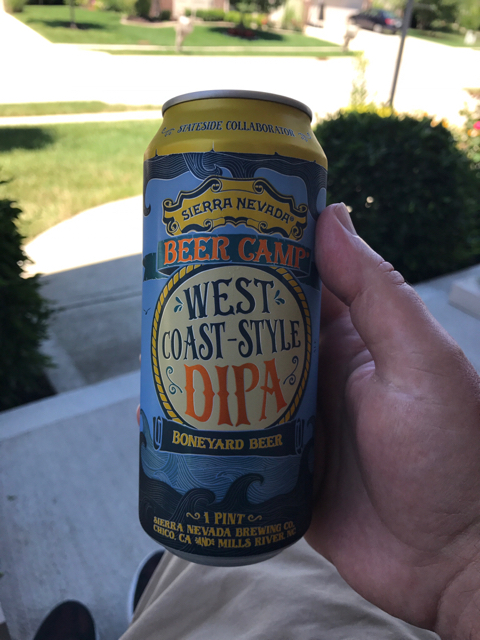 STATESIDE COLLABORATOR
SIERRA NEVADA®
BEER CAMP
WEST
COAST-STYLE
DIPA
BONEYARD BEER
1 PINT
SIERRA NEVADA BREWING CO.
CHICO, CA AND MILLS RIVER, NC